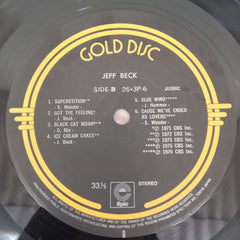 GOLD DISC
JEFF BECK
SIDE-B 26•3P-6 JASRAC
4. SUPERSTITION**
S. Wonder -
2. GOT THE FEELING*
- J. Beck -
3. BLACK CAT MOAN***
- D. Nix -
4. ICE CREAM CAKES**
- J. Beck -
5. BLUE WIND*****
- J. Hammer -
6. CAUSE WE'VE ENDED
AS LOVERS****
- S. Wonder -
* ℗ 1971 CBS Inc.
** ℗ 1972 CBS Inc.
*** ℗ 1973 CBS Inc.
**** ℗ 1975 CBS Inc.
***** ℗ 1976 CBS Inc.
33⅓ STEREO
Epic